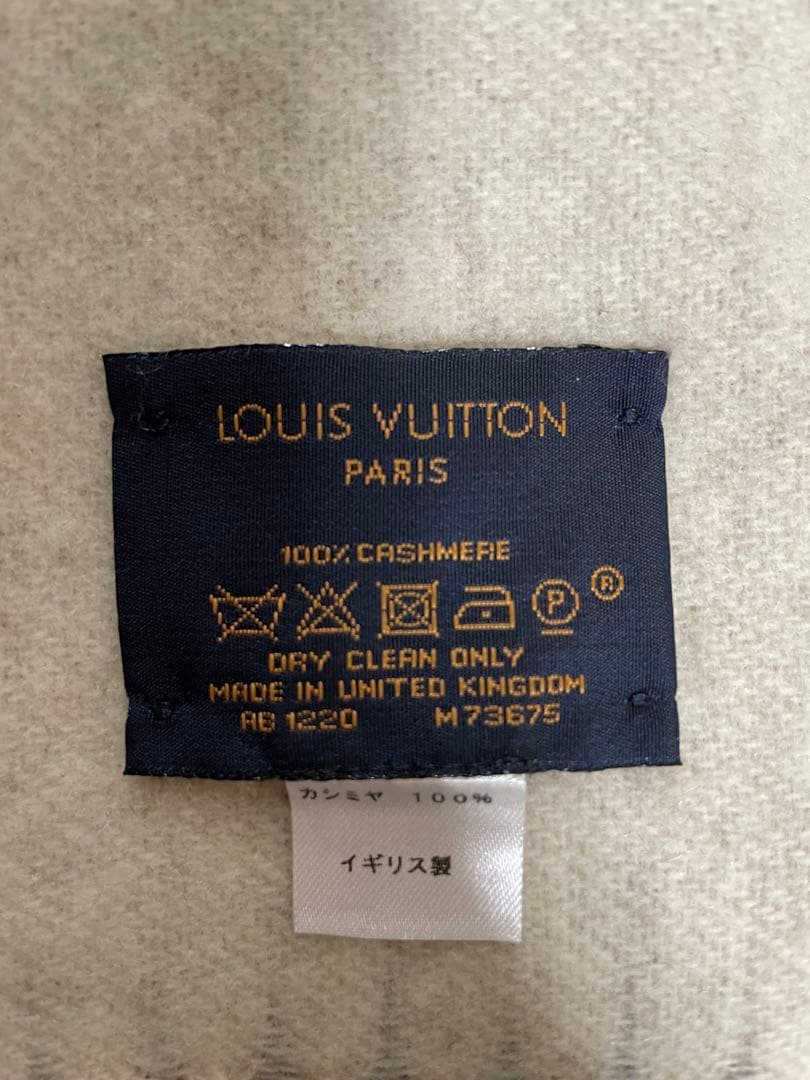 LOUIS VUITTON
PARIS
100% CASHMERE
P ®
DRY CLEAN ONLY
MADE IN UNITED KINGDOM
AB 1220 M73675
カシミヤ 100%
イギリス製